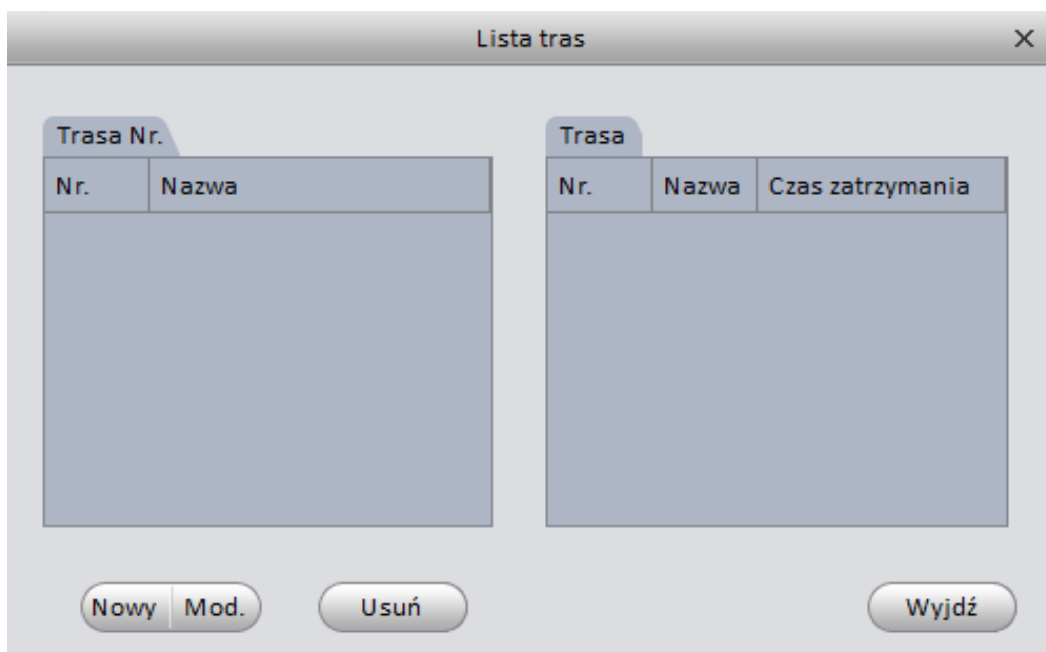 Lista tras
Trasa Nr.
Nr. Nazwa
Trasa
Nr. Nazwa Czas zatrzymania
Nowy Mod. Usuń Wyjdź